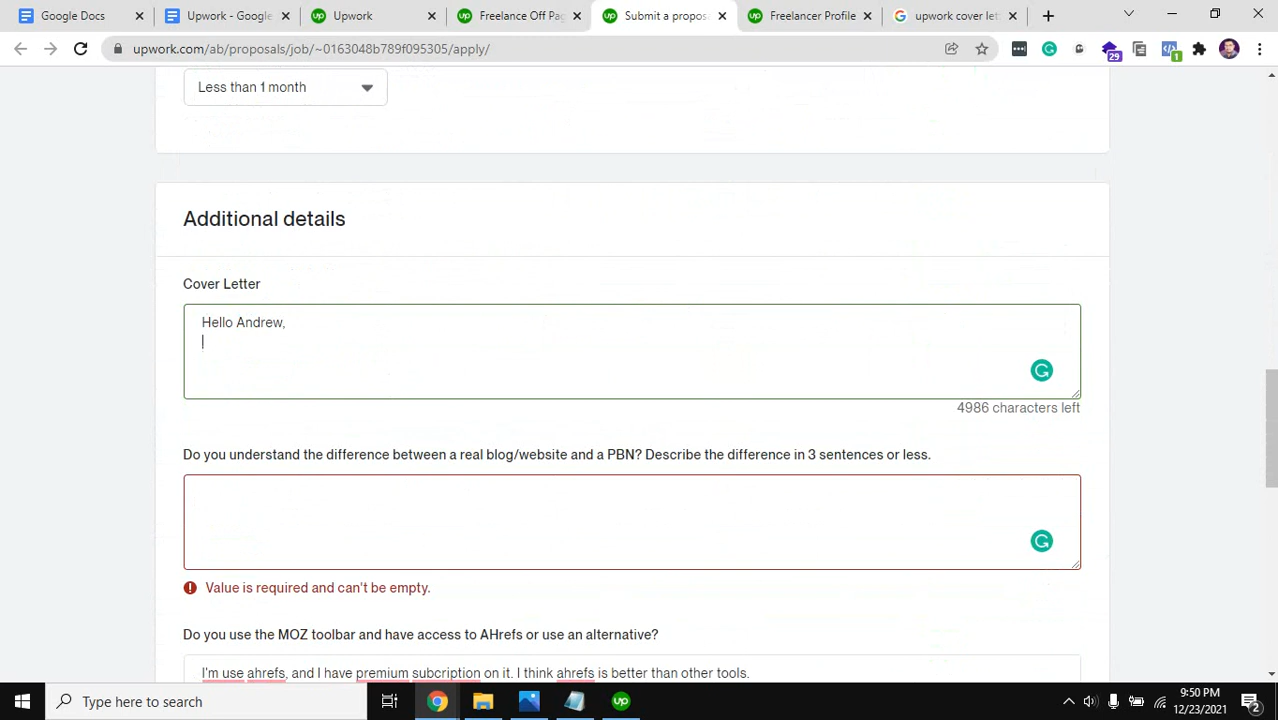 Google Docs
Upwork - Google
Upwork
Freelance Off Pag
Submit a propos
Freelancer Profile
upwork cover let
upwork.com/ab/proposals/job/~0163048b789f095305/apply/
29
1
Less than 1 month
Additional details
Cover Letter
Hello Andrew,
4986 characters left
Do you understand the difference between a real blog/website and a PBN? Describe the difference in 3 sentences or less.
Value is required and can't be empty.
Do you use the MOZ toolbar and have access to AHrefs or use an alternative?
I'm use ahrefs, and I have premium subcription on it. I think ahrefs is better than other tools.
Type here to search
9:50 PM
12/23/2021
2